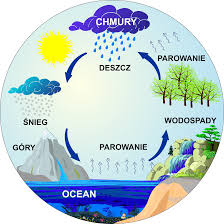 CHMURY
DESZCZ
PAROWANIE
ŚNIEG
WODOSPADY
GÓRY
PAROWANIE
OCEAN